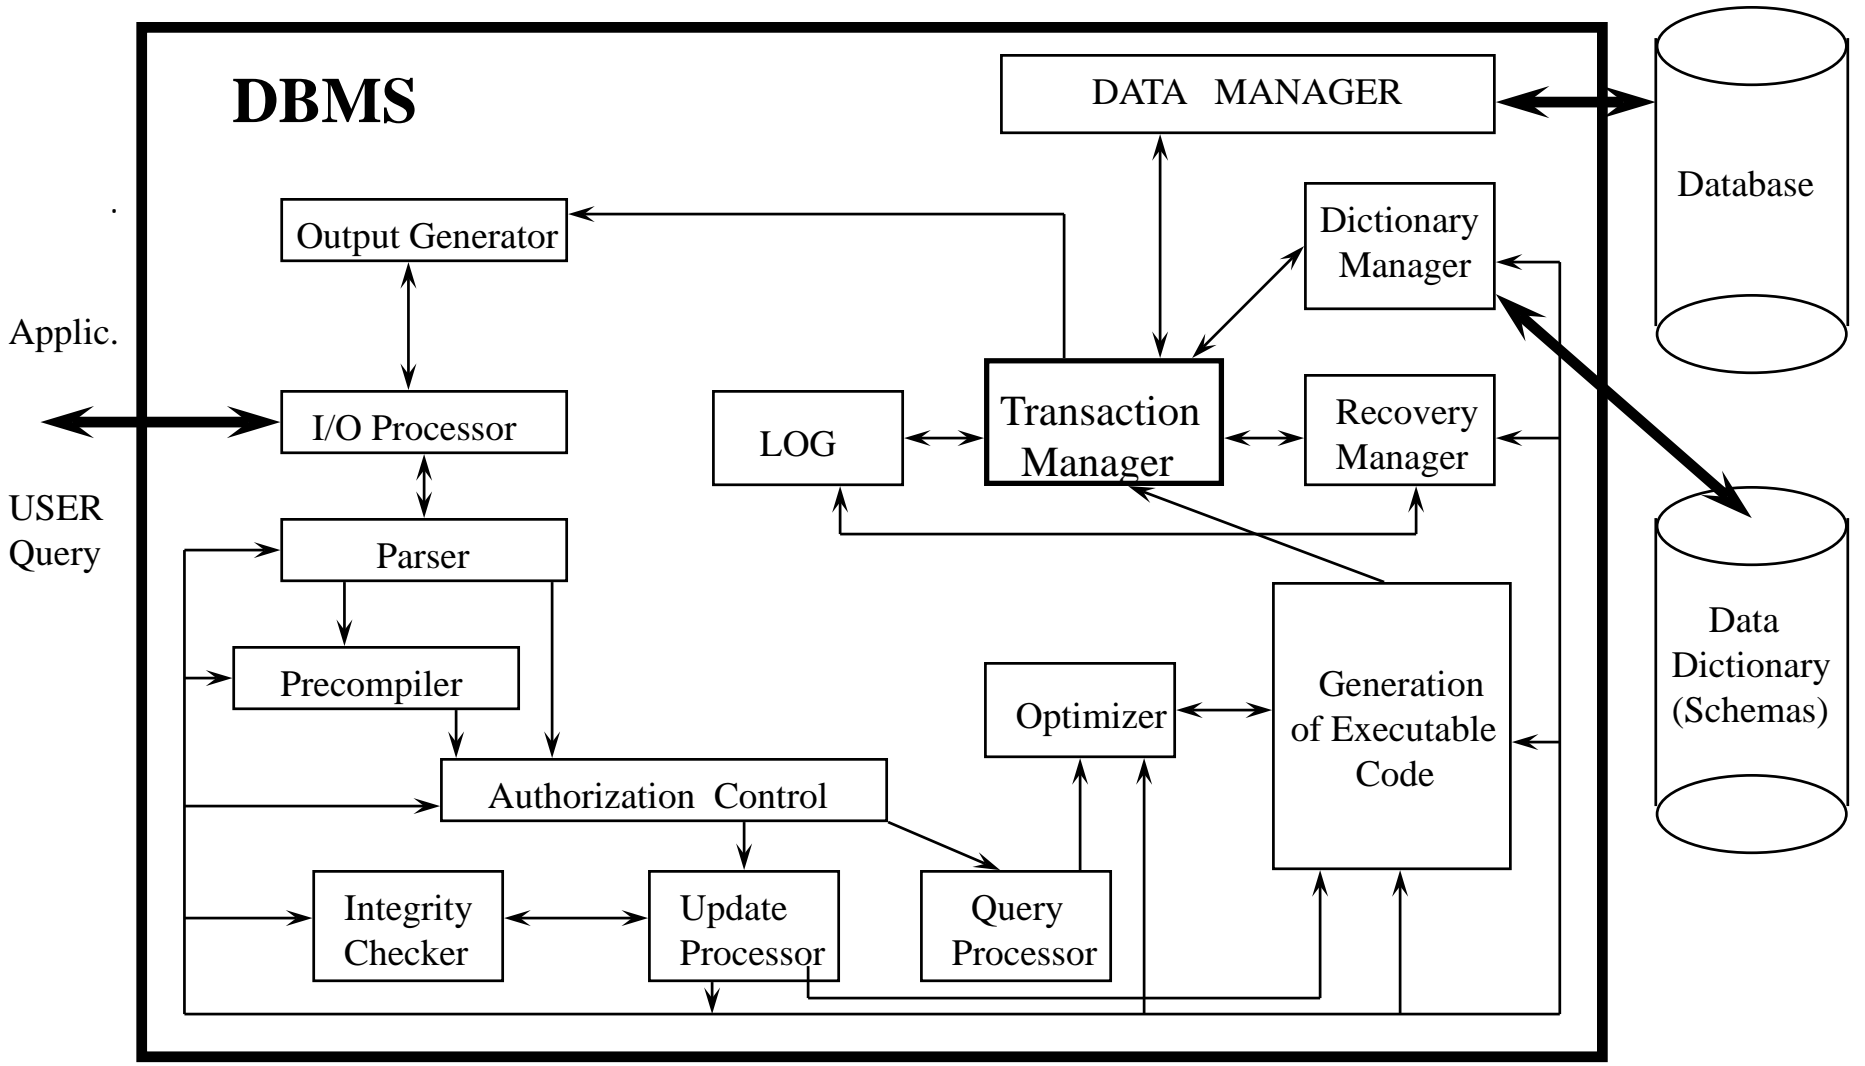 DBMS
DATA MANAGER
Database
Output Generator
Dictionary
Manager
.
Applic.
I/O Processor
LOG
Transaction
Manager
Recovery
Manager
USER
Query
Parser
Precompiler
Optimizer
Generation
of Executable
Code
Data
Dictionary
(Schemas)
Authorization Control
Integrity
Checker
Update
Processor
Query
Processor